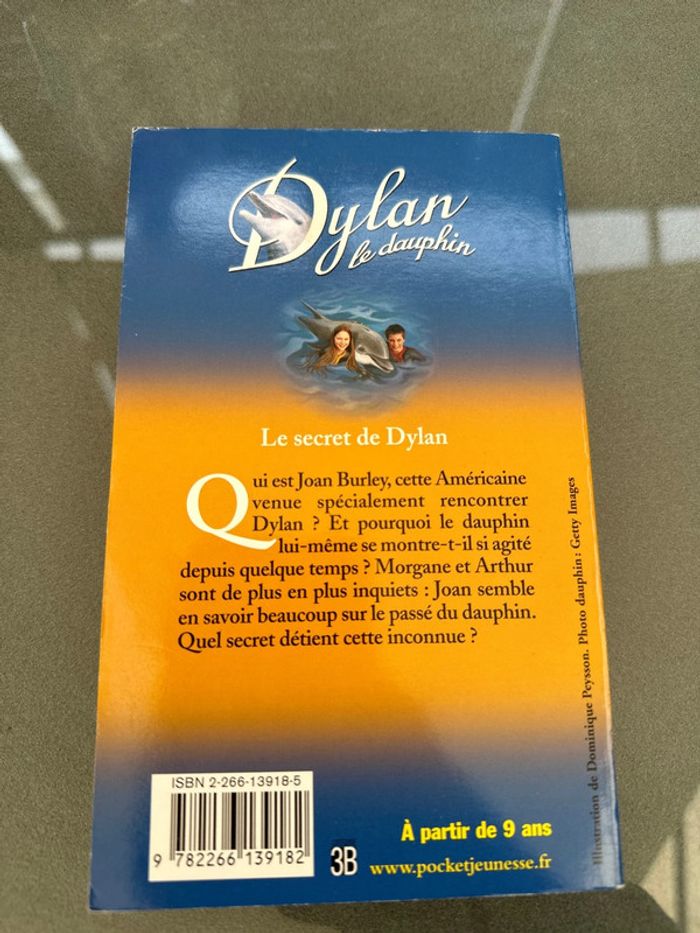 Dylan
le dauphin
Le secret de Dylan
Qui est Joan Burley, cette Américaine
venue spécialement rencontrer
Dylan ? Et pourquoi le dauphin
lui-même se montre-t-il si agité
depuis quelque temps ? Morgane et Arthur
sont de plus en plus inquiets : Joan semble
en savoir beaucoup sur le passé du dauphin.
Quel secret détient cette inconnue ?
Illustration de Dominique Peysson. Photo dauphin : Getty Images
ISBN 2-266-13918-5
9 782266 139182
3B
À partir de 9 ans
www.pocketjeunesse.fr